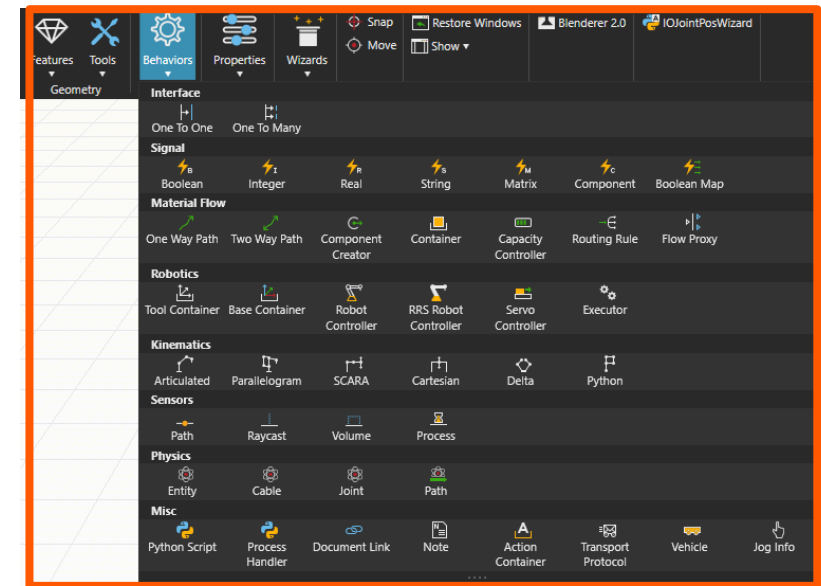 Snap
Restore Windows
Blenderer 2.0
IOJointPosWizard
Move
Show
Features Tools Behaviors Properties Wizards
Geometry
Interface
One To One One To Many
Signal
B I R S M C
Boolean Integer Real String Matrix Component Boolean Map
Material Flow
One Way Path Two Way Path Component Container Capacity Routing Rule Flow Proxy
Creator Controller
Robotics
Tool Container Base Container Robot RRS Robot Servo Executor
Controller Controller Controller
Kinematics
Articulated Parallelogram SCARA Cartesian Delta Python
Sensors
Path Raycast Volume Process
Physics
Entity Cable Joint Path
Misc
Python Script Process Document Link Note Action Transport Vehicle Jog Info
Handler Container Protocol